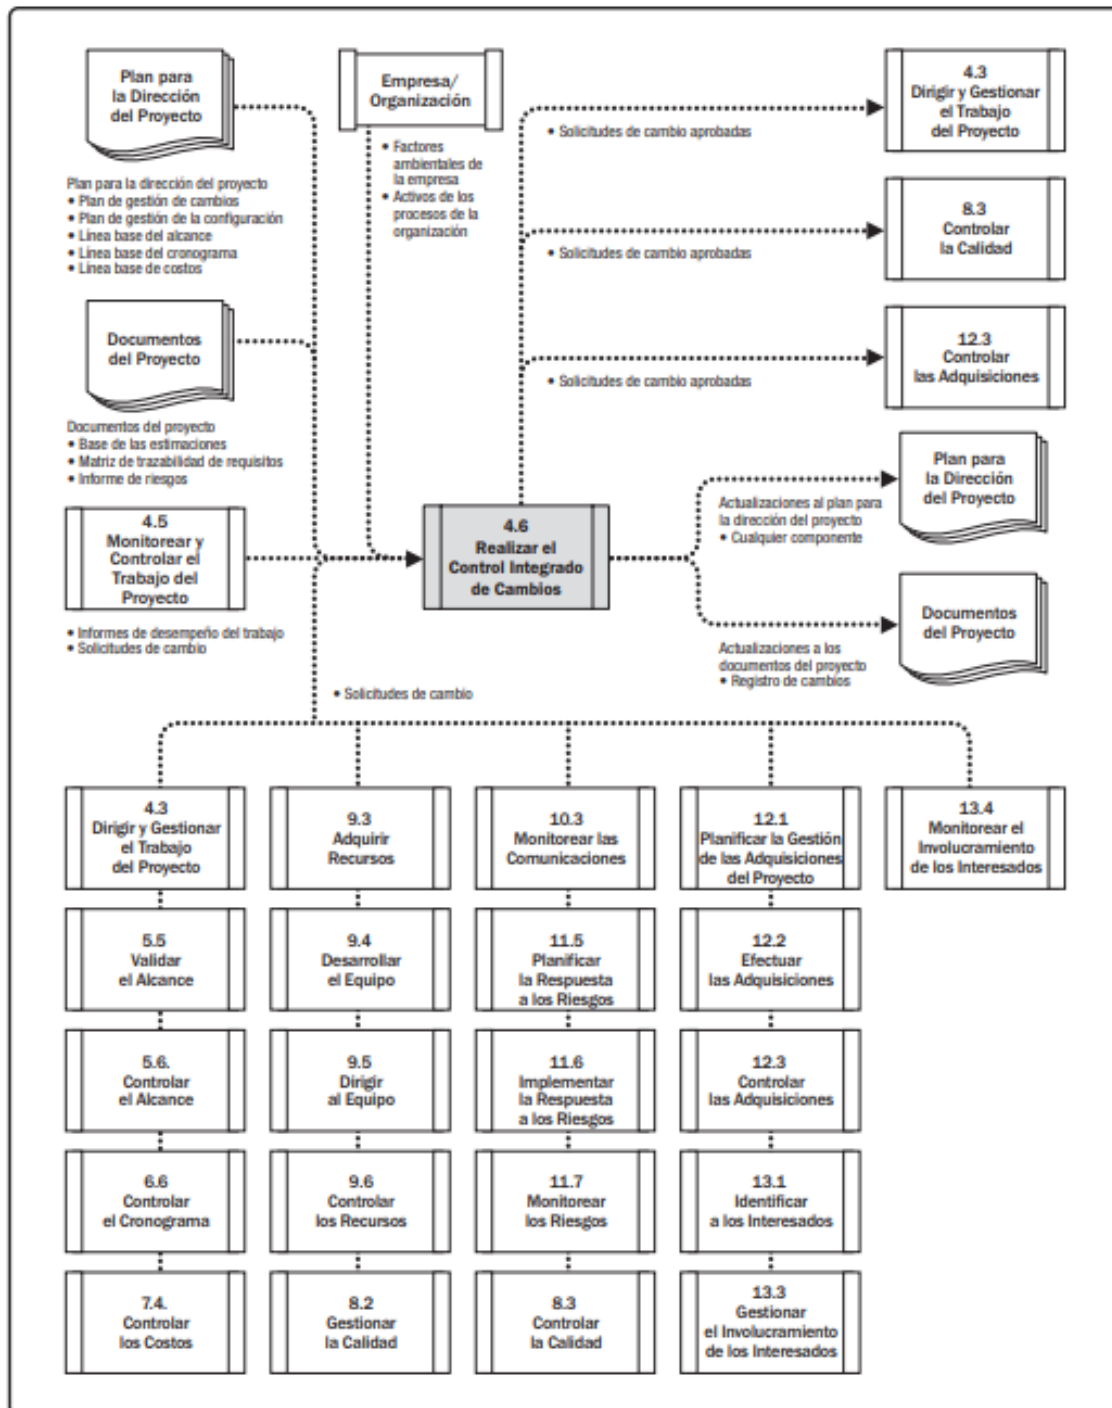 Plan para
la Dirección
del Proyecto
Plan para la dirección del proyecto
• Plan de gestión de cambios
• Plan de gestión de la configuración
• Línea base del alcance
• Línea base del cronograma
• Línea base de costos
Documentos
del Proyecto
Documentos del proyecto
• Base de las estimaciones
• Matriz de trazabilidad de requisitos
• Informe de riesgos
4.5
Monitorear y
Controlar el
Trabajo del
Proyecto
• Informes de desempeño del trabajo
• Solicitudes de cambio
Empresa/
Organización
• Factores
ambientales de
la empresa
• Activos de los
procesos de la
organización
4.6
Realizar el
Control Integrado
de Cambios
• Solicitudes de cambio aprobadas
4.3
Dirigir y Gestionar
el Trabajo
del Proyecto
• Solicitudes de cambio aprobadas
8.3
Controlar
la Calidad
• Solicitudes de cambio aprobadas
12.3
Controlar
las Adquisiciones
Actualizaciones al plan para
la dirección del proyecto
• Cualquier componente
Plan para
la Dirección
del Proyecto
Actualizaciones a los
documentos del proyecto
• Registro de cambios
Documentos
del Proyecto
• Solicitudes de cambio
4.3
Dirigir y Gestionar
el Trabajo
del Proyecto
5.5
Validar
el Alcance
5.6.
Controlar
el Alcance
6.6
Controlar
el Cronograma
7.4.
Controlar
los Costos
9.3
Adquirir
Recursos
9.4
Desarrollar
el Equipo
9.5
Dirigir
al Equipo
9.6
Controlar
los Recursos
8.2
Gestionar
la Calidad
10.3
Monitorear las
Comunicaciones
11.5
Planificar
la Respuesta
a los Riesgos
11.6
Implementar
la Respuesta
a los Riesgos
11.7
Monitorear
los Riesgos
8.3
Controlar
la Calidad
12.1
Planificar la Gestión
de las Adquisiciones
del Proyecto
12.2
Efectuar
las Adquisiciones
12.3
Controlar
las Adquisiciones
13.1
Identificar
a los Interesados
13.3
Gestionar
el Involucramiento
de los Interesados
13.4
Monitorear el
Involucramiento
de los Interesados